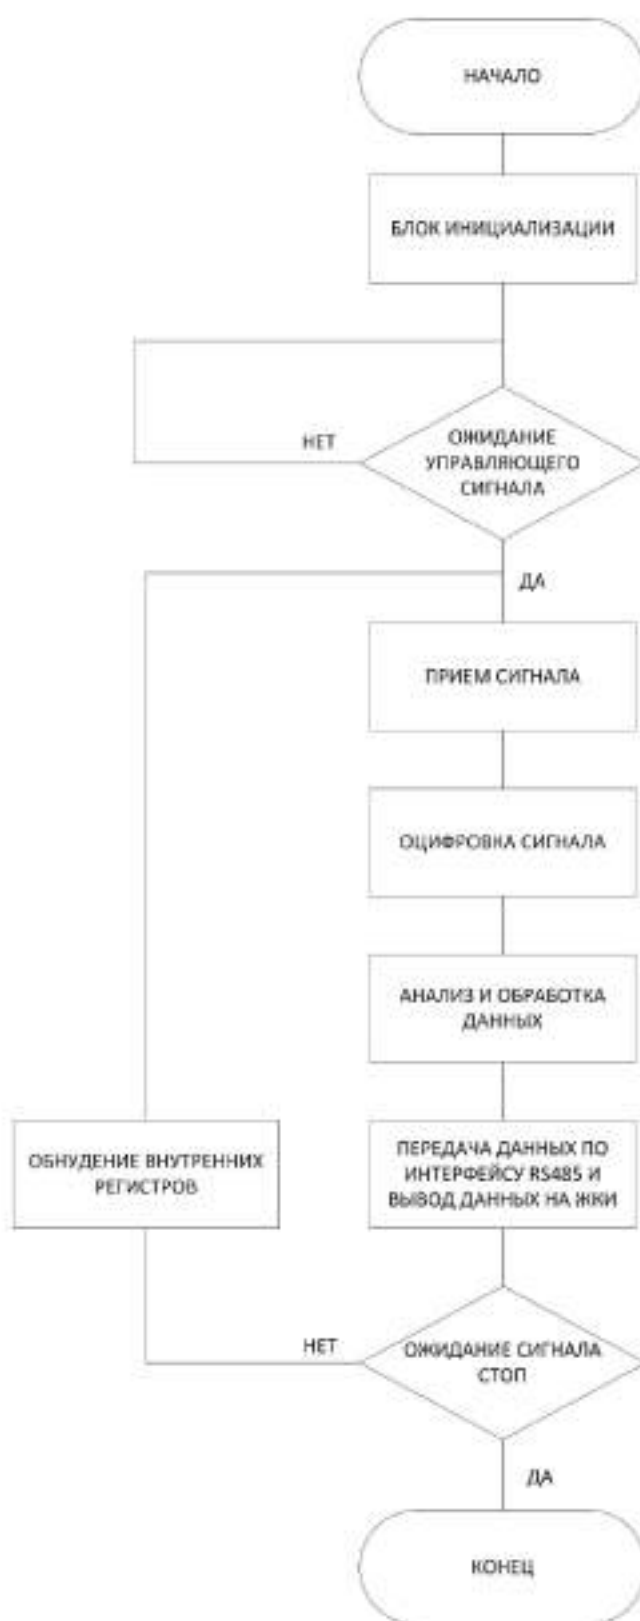 НАЧАЛО
БЛОК ИНИЦИАЛИЗАЦИИ
НЕТ
ОЖИДАНИЕ
УПРАВЛЯЮЩЕГО
СИГНАЛА
ДА
ПРИЕМ СИГНАЛА
ОЦИФРОВКА СИГНАЛА
АНАЛИЗ И ОБРАБОТКА
ДАННЫХ
ОБНУДЕНИЕ ВНУТРЕННИХ
РЕГИСТРОВ
ПЕРЕДАЧА ДАННЫХ ПО
ИНТЕРФЕЙСУ RS485 И
ВЫВОД ДАННЫХ НА ЖКИ
НЕТ
ОЖИДАНИЕ СИГНАЛА
СТОП
ДА
КОНЕЦ